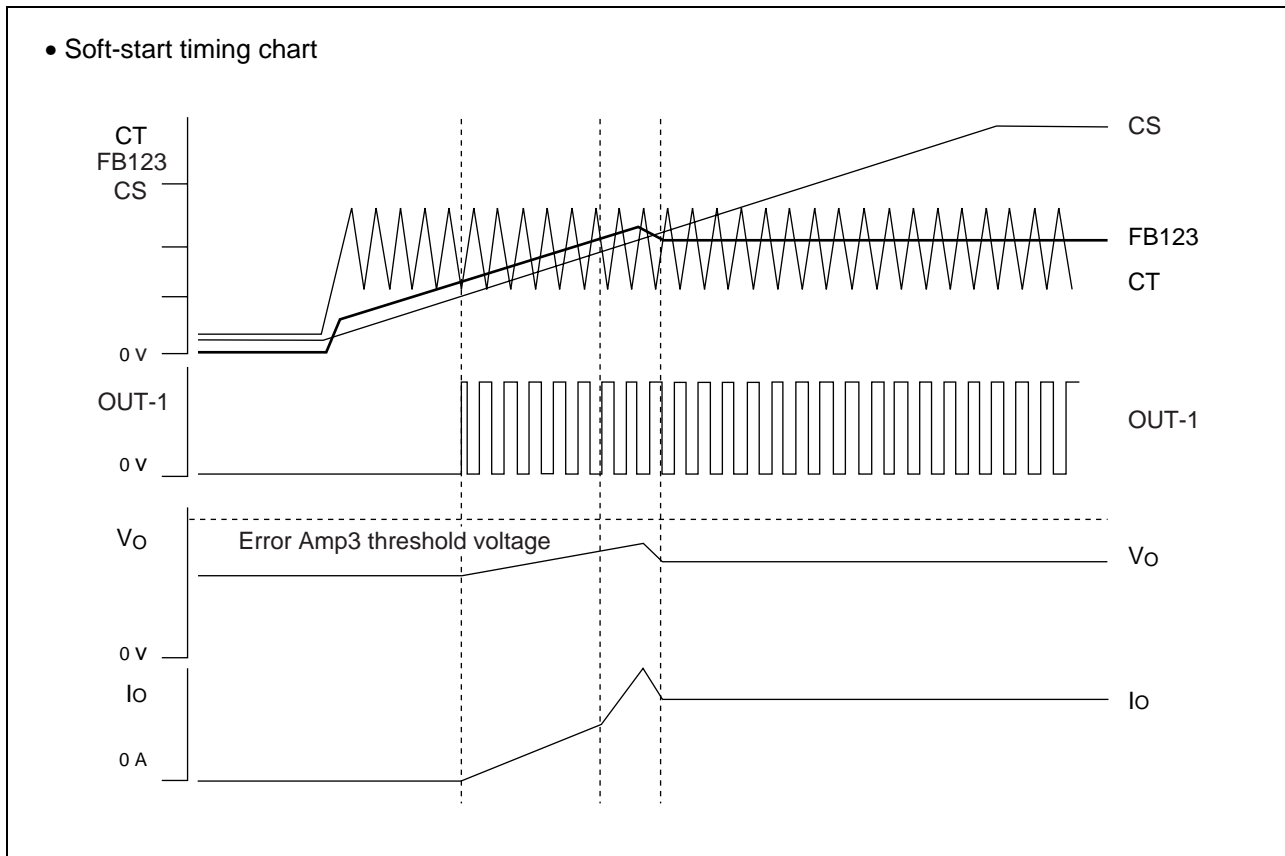 • Soft-start timing chart
CT
FB123
CS
0 V
CS
FB123
CT
OUT-1
0 V
OUT-1
VO
Error Amp3 threshold voltage
VO
0 V
IO
IO
0 A